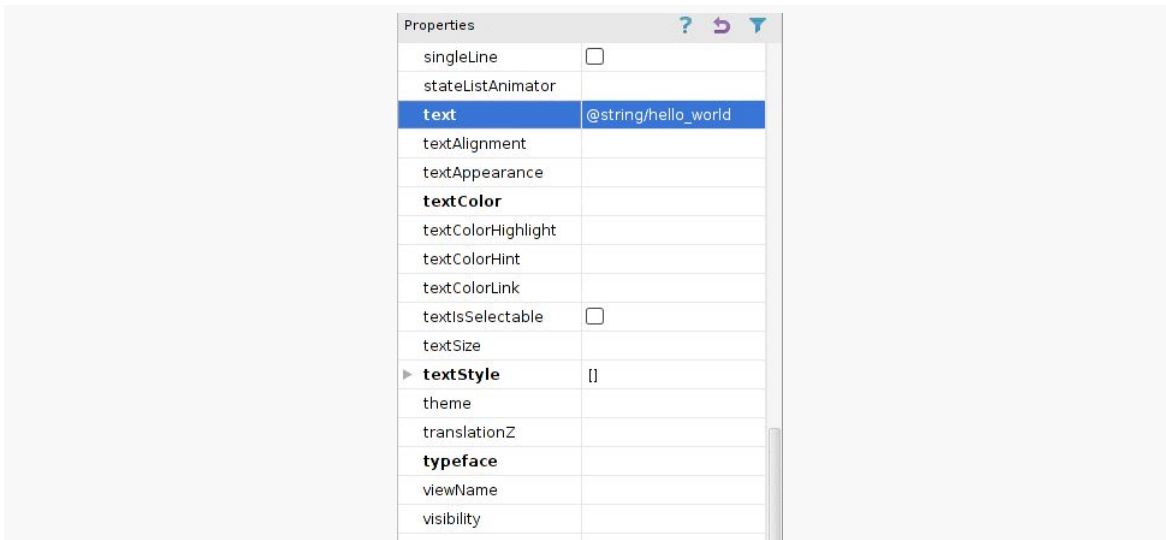 Properties ?
singleLine
stateListAnimator
text @string/hello_world
textAlignment
textAppearance
textColor
textColorHighlight
textColorHint
textColorLink
textIsSelectable
textSize
textStyle []
theme
translationZ
typeface
viewName
visibility